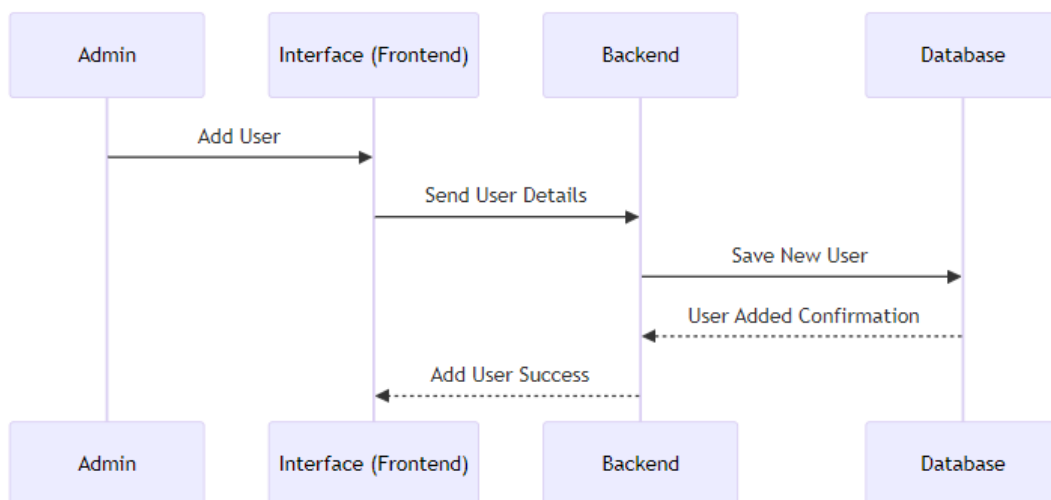 Admin
Interface (Frontend)
Backend
Database
Add User
Send User Details
Save New User
User Added Confirmation
Add User Success
Admin
Interface (Frontend)
Backend
Database